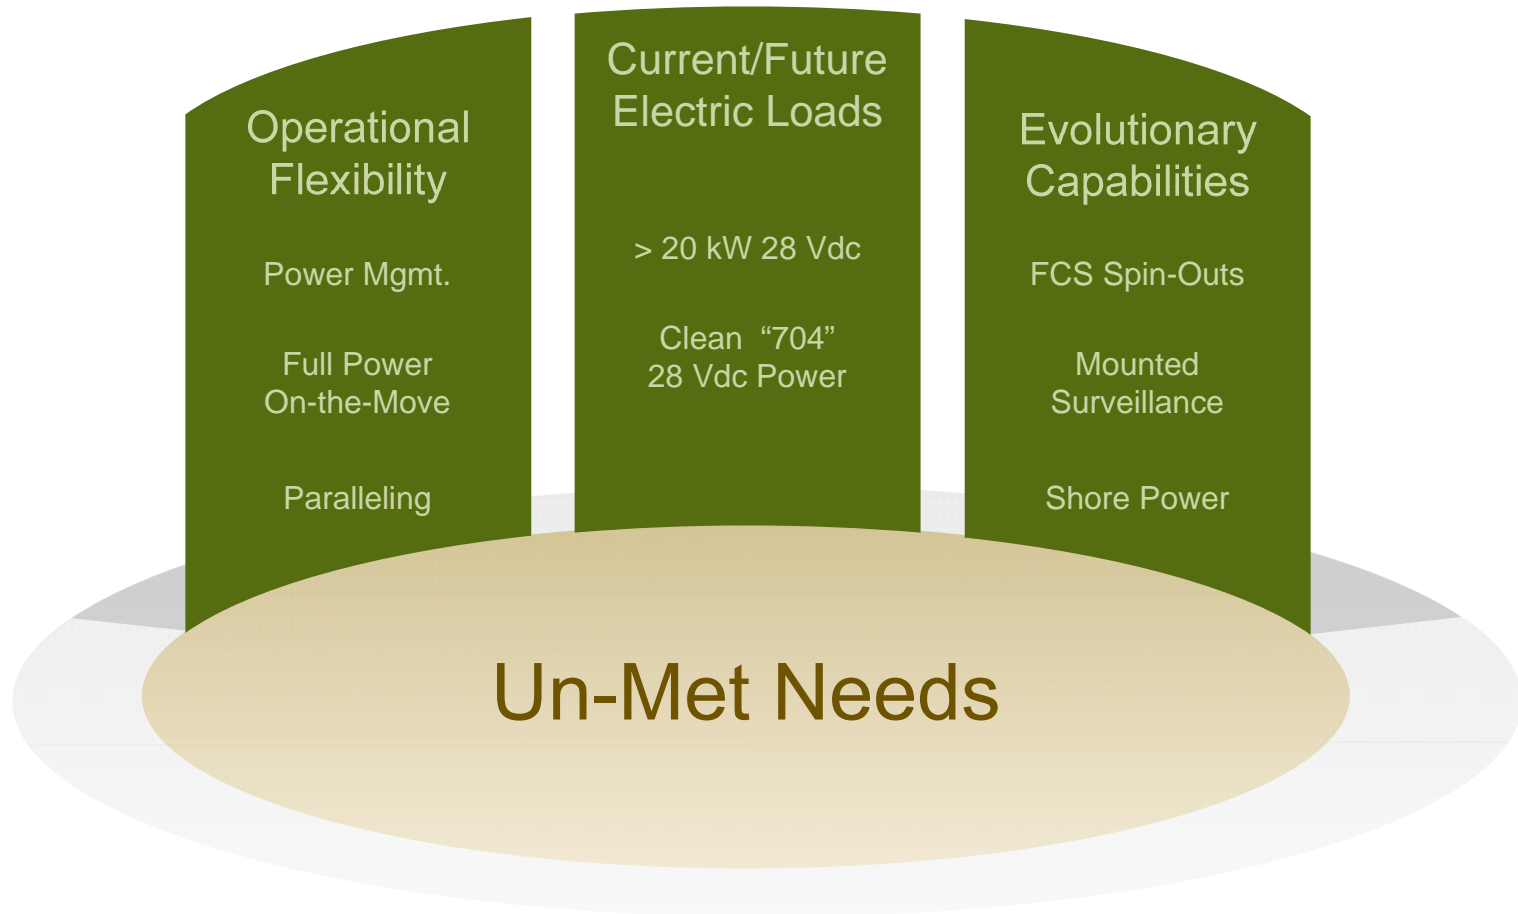 Operational
Flexibility
Power Mgmt.
Full Power
On-the-Move
Paralleling
Current/Future
Electric Loads
> 20 kW 28 Vdc
Clean “704”
28 Vdc Power
Evolutionary
Capabilities
FCS Spin-Outs
Mounted
Surveillance
Shore Power
Un-Met Needs